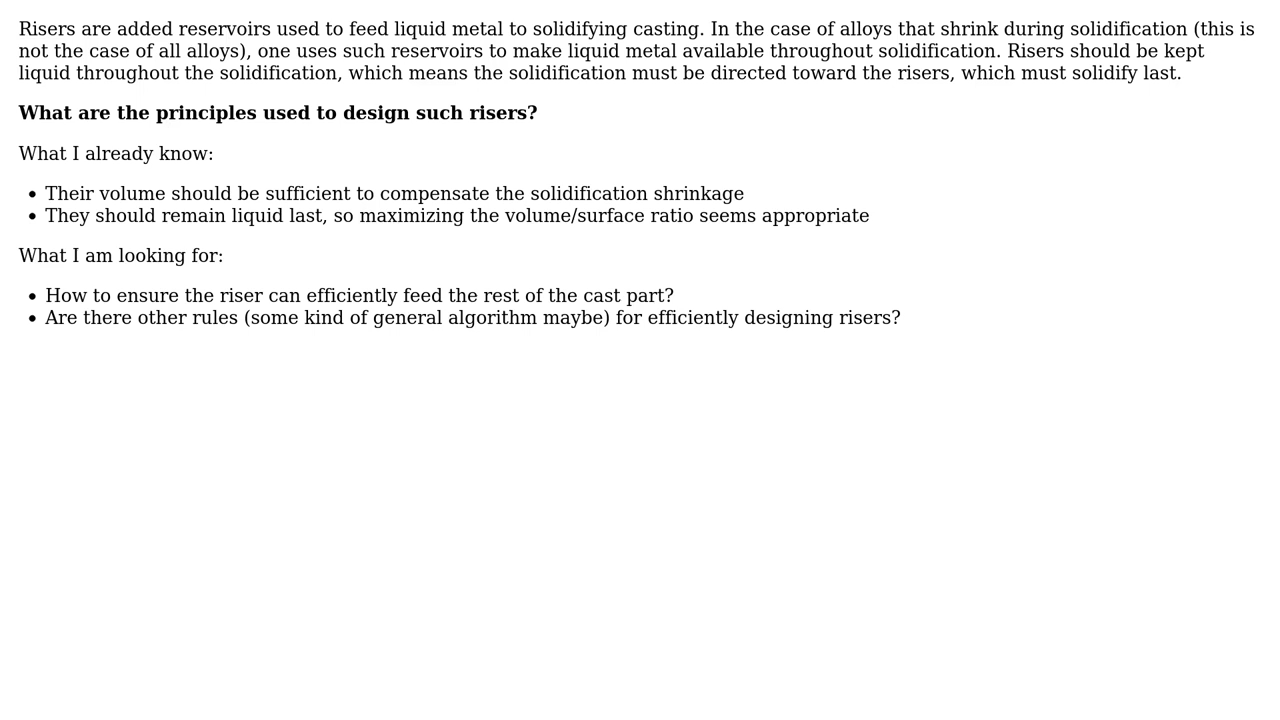 Risers are added reservoirs used to feed liquid metal to solidifying casting. In the case of alloys that shrink during solidification (this is
not the case of all alloys), one uses such reservoirs to make liquid metal available throughout solidification. Risers should be kept
liquid throughout the solidification, which means the solidification must be directed toward the risers, which must solidify last.
What are the principles used to design such risers?
What I already know:
• Their volume should be sufficient to compensate the solidification shrinkage
• They should remain liquid last, so maximizing the volume/surface ratio seems appropriate
What I am looking for:
• How to ensure the riser can efficiently feed the rest of the cast part?
• Are there other rules (some kind of general algorithm maybe) for efficiently designing risers?